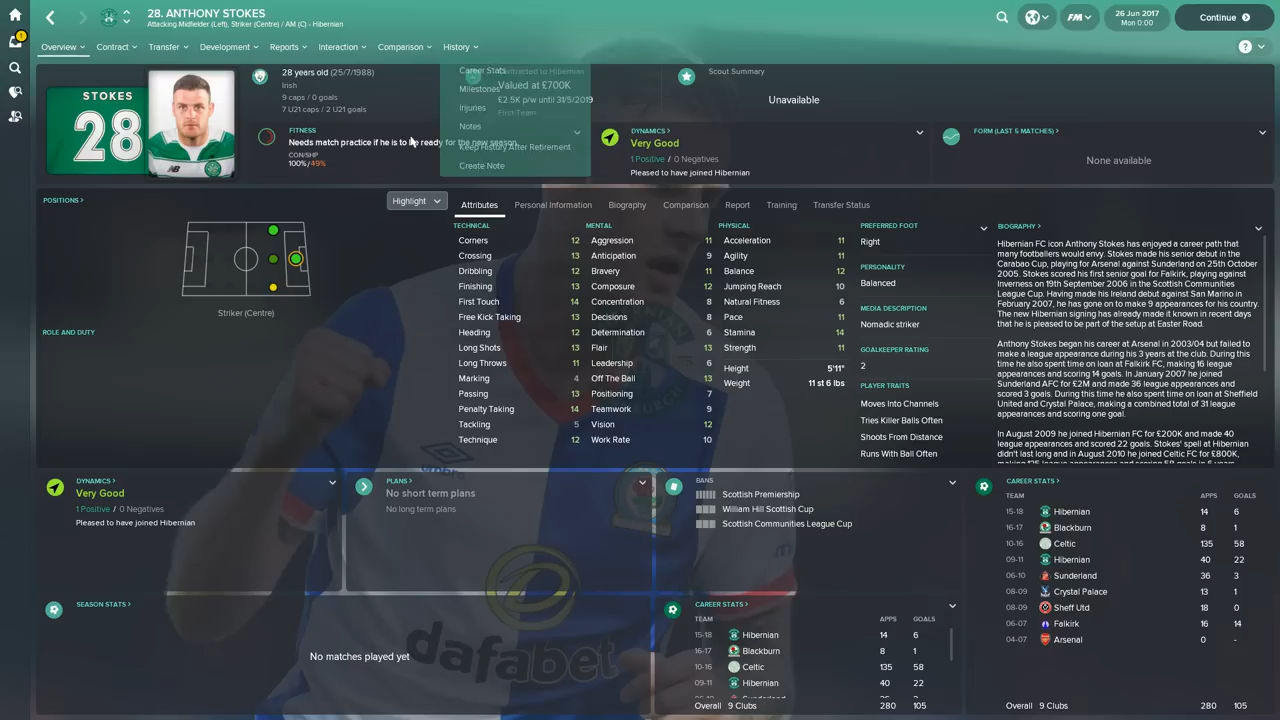 28. ANTHONY STOKES
Attacking Midfielder (Left), Striker (Centre) / AM (C) - Hibernian
FM
26 Jun 2017
Mon 0:00
Continue
1
Overview
Contract
Transfer
Development
Reports
Interaction
Comparison
History
?
STOKES
28
28 years old (25/7/1988)
Irish
9 caps / 0 goals
7 U21 caps / 2 U21 goals
FITNESS
Needs match practice if he is to be ready for the new season
CON/SHP
100%/49%
Career Stats
Milestones
Injuries
Notes
Keep History After Retirement
Create Note
Contracted to Hibernian
Valued at £700K
£2.5K p/w until 31/5/2019
First Team
Scout Summary
Unavailable
DYNAMICS >
Very Good
1 Positive / 0 Negatives
Pleased to have joined Hibernian
FORM (LAST 5 MATCHES) >
None available
POSITIONS >
Highlight
Striker (Centre)
ROLE AND DUTY
Attributes
Personal Information
Biography
Comparison
Report
Training
Transfer Status
TECHNICAL
Corners 12
Crossing 13
Dribbling 12
Finishing 13
First Touch 14
Free Kick Taking 13
Heading 12
Long Shots 13
Long Throws 11
Marking 4
Passing 13
Penalty Taking 14
Tackling 5
Technique 12
MENTAL
Aggression 11
Anticipation 9
Bravery 11
Composure 12
Concentration 8
Decisions 8
Determination 6
Flair 13
Leadership 6
Off The Ball 13
Positioning 7
Teamwork 9
Vision 12
Work Rate 10
PHYSICAL
Acceleration 11
Agility 11
Balance 12
Jumping Reach 10
Natural Fitness 6
Pace 11
Stamina 14
Strength 11
Height 5'11"
Weight 11 st 6 lbs
PREFERRED FOOT
Right
PERSONALITY
Balanced
MEDIA DESCRIPTION
Nomadic striker
GOALKEEPER RATING
2
PLAYER TRAITS
Moves Into Channels
Tries Killer Balls Often
Shoots From Distance
Runs With Ball Often
BIOGRAPHY >
Hibernian FC icon Anthony Stokes has enjoyed a career path that
many footballers would envy. Stokes made his senior debut in the
Carabao Cup, playing for Arsenal against Sunderland on 25th October
2005. Stokes scored his first senior goal for Falkirk, playing against
Inverness on 19th September 2006 in the Scottish Communities
League Cup. Having made his Ireland debut against San Marino in
February 2007, he has gone on to make 9 appearances for his country.
The new Hibernian signing has already made it known in recent days
that he is pleased to be part of the setup at Easter Road.
Anthony Stokes began his career at Arsenal in 2003/04 but failed to
make a league appearance during his 3 years at the club. During this
time he also spent time on loan at Falkirk FC, making 16 league
appearances and scoring 14 goals. In January 2007 he joined
Sunderland AFC for £2M and made 36 league appearances and
scored 3 goals. During this time he also spent time on loan at Sheffield
United and Crystal Palace, making a combined total of 31 league
appearances and scoring one goal.
In August 2009 he joined Hibernian FC for £200K and made 40
league appearances and scored 22 goals. Stokes' spell at Hibernian
didn't last long and in August 2010 he joined Celtic FC for £800K,
making 135 league appearances and scoring 58 goals in 6 years
DYNAMICS >
Very Good
1 Positive / 0 Negatives
Pleased to have joined Hibernian
PLANS >
No short term plans
No long term plans
BANS
Scottish Premiership
William Hill Scottish Cup
Scottish Communities League Cup
CAREER STATS >
TEAM APPS GOALS
15-18 Hibernian 14 6
16-17 Blackburn 8 1
10-16 Celtic 135 58
09-11 Hibernian 40 22
06-10 Sunderland 36 3
08-09 Crystal Palace 13 1
08-09 Sheff Utd 18 0
06-07 Falkirk 16 14
04-07 Arsenal 0 -
Overall 9 Clubs 280 105
SEASON STATS >
No matches played yet
CAREER STATS >
TEAM APPS GOALS
15-18 Hibernian 14 6
16-17 Blackburn 8 1
10-16 Celtic 135 58
09-11 Hibernian 40 22
Overall 9 Clubs 280 105
umbro
dafabet